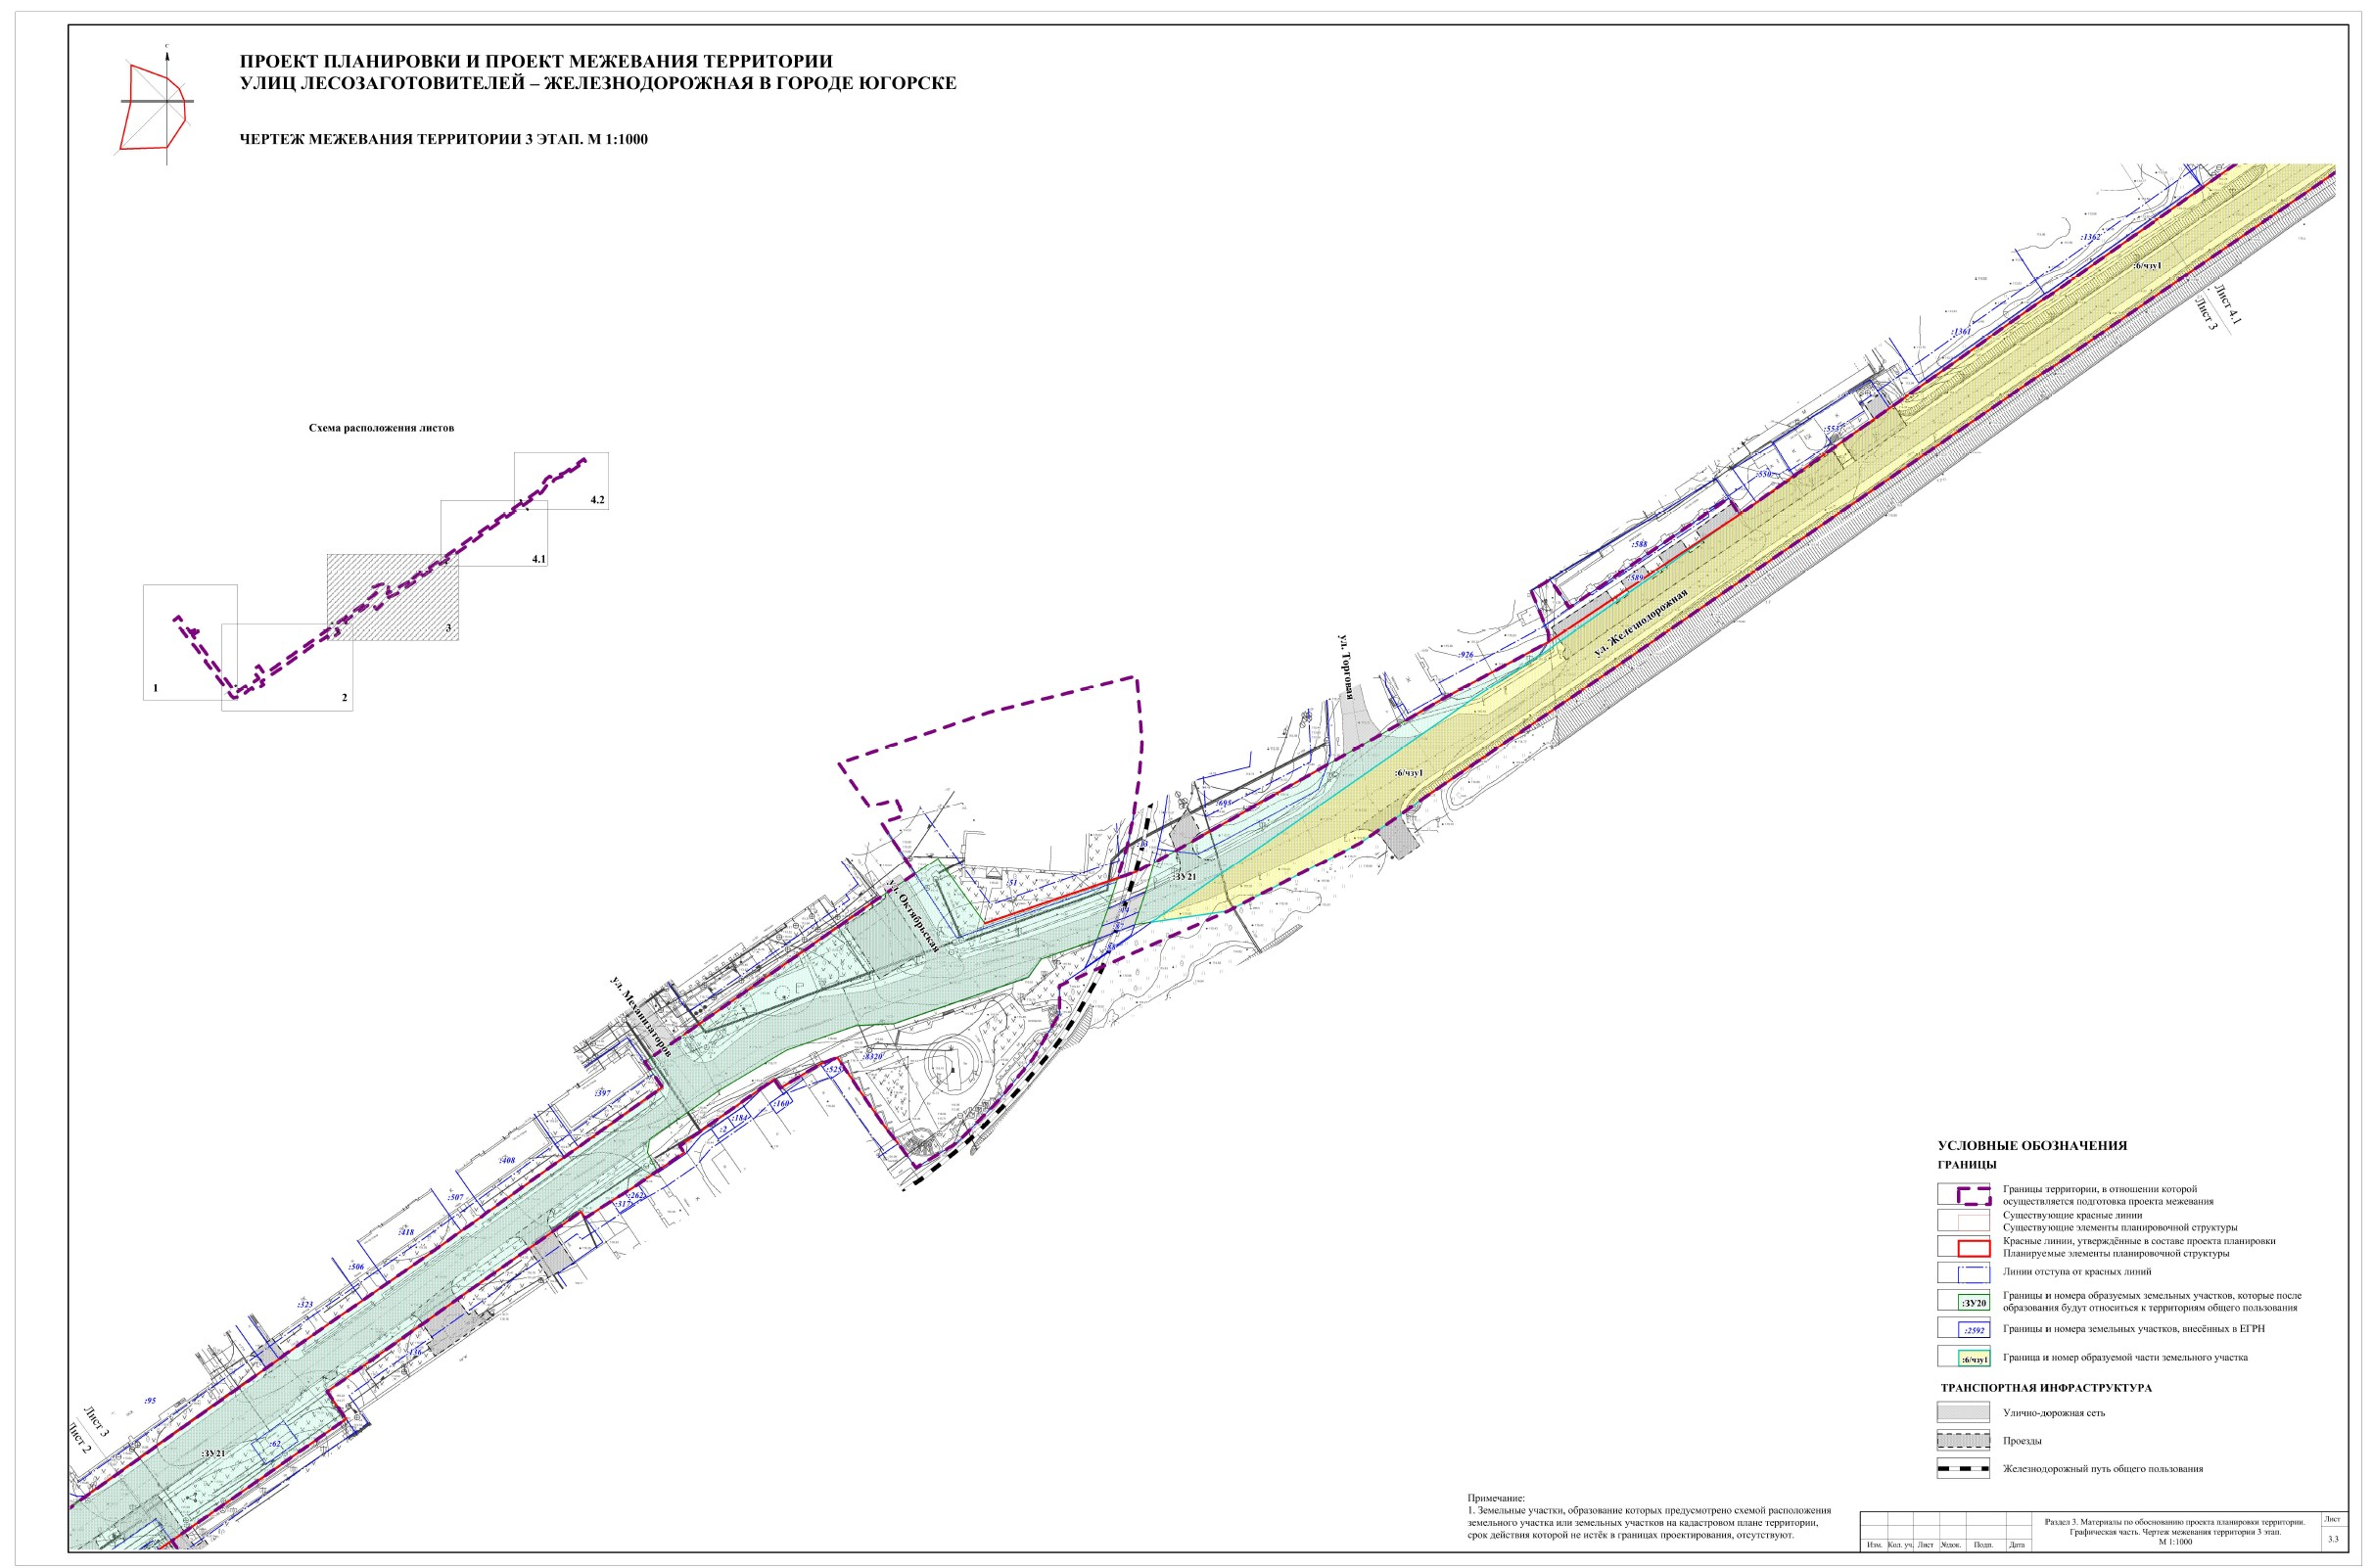 С
ПРОЕКТ ПЛАНИРОВКИ И ПРОЕКТ МЕЖЕВАНИЯ ТЕРРИТОРИИ
УЛИЦ ЛЕСОЗАГОТОВИТЕЛЕЙ – ЖЕЛЕЗНОДОРОЖНАЯ В ГОРОДЕ ЮГОРСКЕ
ЧЕРТЕЖ МЕЖЕВАНИЯ ТЕРРИТОРИИ 3 ЭТАП. М 1:1000
Схема расположения листов
4.2
4.1
3
2
1
:1362
:6/чзу1
Лист 4.1
Лист 3
:1361
:553
:550
:588
:589
ул. Железнодорожная
:926
ул. Торговая
:6/чзу1
:695
:ЗУ21
:51
ул. Октябрьская
:87
:88
ул. Механизаторов
:8320
:525
:160
:184
:2
:397
:408
:507
:262
:317
:418
:506
:323
:136
:95
Лист 3
Лист 2
:62
:ЗУ21
УСЛОВНЫЕ ОБОЗНАЧЕНИЯ
ГРАНИЦЫ
Границы территории, в отношении которой
осуществляется подготовка проекта межевания
Существующие красные линии
Существующие элементы планировочной структуры
Красные линии, утверждённые в составе проекта планировки
Планируемые элементы планировочной структуры
Линии отступа от красных линий
:ЗУ20
Границы и номера образуемых земельных участков, которые после
образования будут относиться к территориям общего пользования
:2592
Границы и номера земельных участков, внесённых в ЕГРН
:6/чзу1
Граница и номер образуемой части земельного участка
ТРАНСПОРТНАЯ ИНФРАСТРУКТУРА
Улично-дорожная сеть
Проезды
Железнодорожный путь общего пользования
Примечание:
1. Земельные участки, образование которых предусмотрено схемой расположения
земельного участка или земельных участков на кадастровом плане территории,
срок действия которой не истёк в границах проектирования, отсутствуют.
Изм. Кол. уч. Лист №док. Подп. Дата
Раздел 3. Материалы по обоснованию проекта планировки территории.
Графическая часть. Чертеж межевания территории 3 этап.
М 1:1000
Лист
3.3